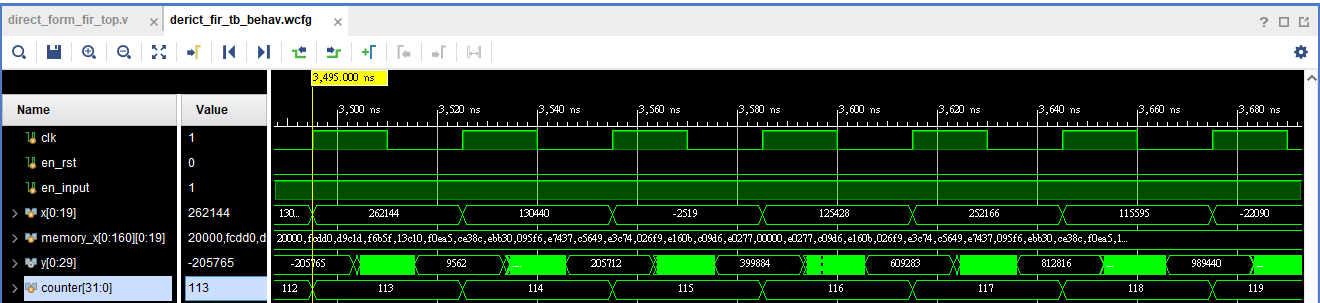 direct_form_fir_top.v × derict_fir_tb_behav.wcfg ×
?
3,495.000 ns
3,500 ns 3,520 ns 3,540 ns 3,560 ns 3,580 ns 3,600 ns 3,620 ns 3,640 ns 3,660 ns 3,680 ns
Name Value
clk 1
en_rst 0
en_input 1
x[0:19] 262144 130... 262144 130440 -2519 125428 252166 115595 -22090
memory_x[0:160][0:19] 20000,fcdd0,d 20000,fcdd0,d9c1d,f6b5f,13c10,f0ea5,ce38c,ebb30,095f6,e7437,c5649,e3c74,026f9,e160b,c09d6,e0277,00000,e0277,c09d6,e160b,026f9,e3c74,c5649,e7437,095f6,ebb30,ce38c,f0ea5,1...
y[0:29] -205765 -205765 9562 ... 205712 399884 609283 812816 ... 989440 ...
counter[31:0] 113 112 113 114 115 116 117 118 119